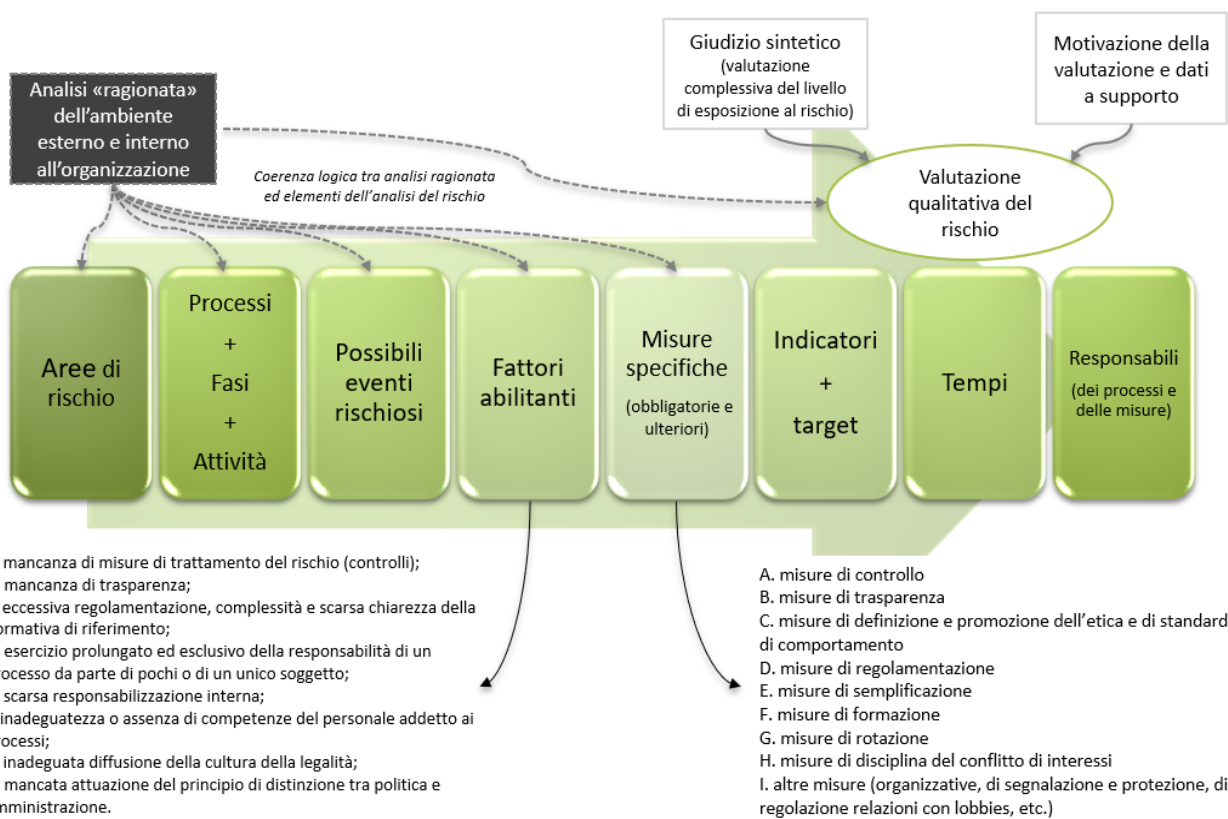 Giudizio sintetico
(valutazione
complessiva del livello
di esposizione al rischio)
Motivazione della
valutazione e dati
a supporto
Analisi «ragionata»
dell'ambiente
esterno e interno
all'organizzazione
Coerenza logica tra analisi ragionata
ed elementi dell'analisi del rischio
Valutazione
qualitativa del
rischio
Aree di
rischio
Processi
+
Fasi
+
Attività
Possibili
eventi
rischiosi
Fattori
abilitanti
Misure
specifiche
(obbligatorie e
ulteriori)
Indicatori
+
target
Tempi
Responsabili
(dei processi e
delle misure)
mancanza di misure di trattamento del rischio (controlli);
mancanza di trasparenza;
eccessiva regolamentazione, complessità e scarsa chiarezza della
di riferimento;
esercizio prolungato ed esclusivo della responsabilità di un
da parte di pochi o di un unico soggetto;
scarsa responsabilizzazione interna;
inadeguatezza o assenza di competenze del personale addetto ai
inadeguata diffusione della cultura della legalità;
mancata attuazione del principio di distinzione tra politica e
A. misure di controllo
B. misure di trasparenza
C. misure di definizione e promozione dell'etica e di standard
di comportamento
D. misure di regolamentazione
E. misure di semplificazione
F. misure di formazione
G. misure di rotazione
H. misure di disciplina del conflitto di interessi
I. altre misure (organizzative, di segnalazione e protezione, di
regolazione relazioni con lobbies, etc.)